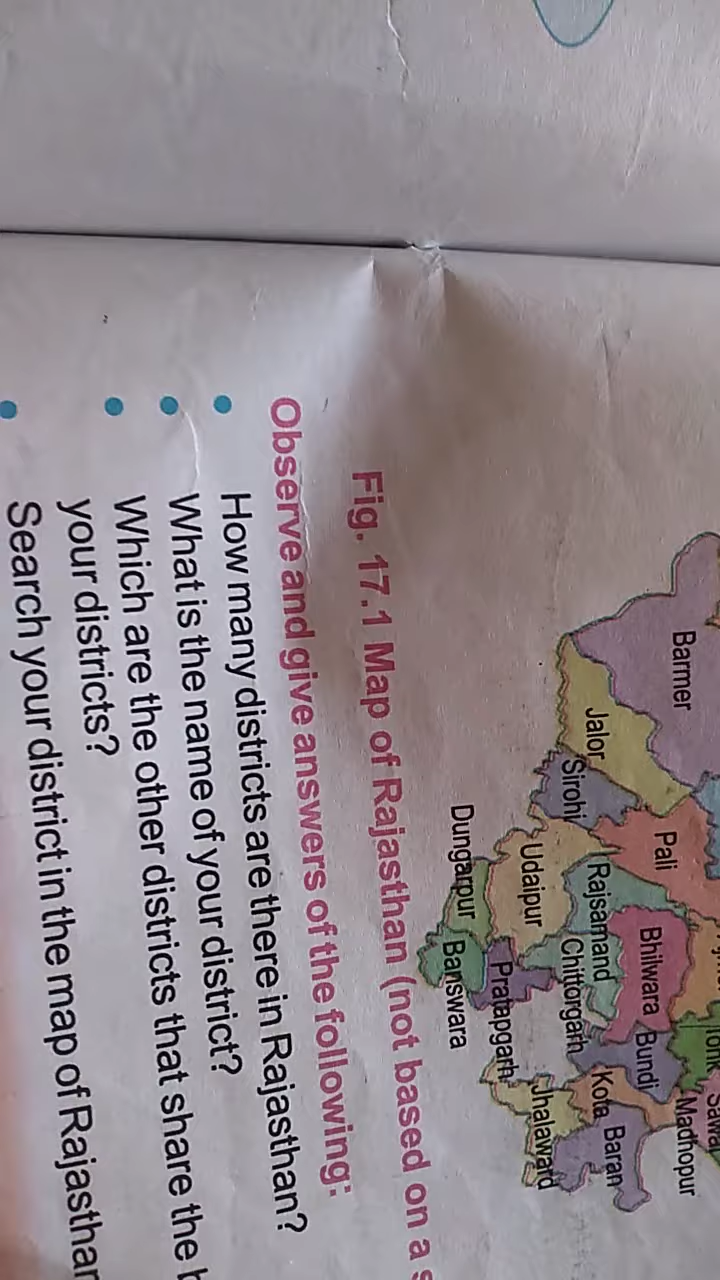 Barmer
Jalor
Sirohi
Pali
Udaipur
Rajsamand
Bhilwara
Chittorgarh
Dungarpur
Banswara
Pratapgarh
Bundi
Kota
Baran
Jhalaward
Madhopur
Fig. 17.1 Map of Rajasthan (not based on a
Observe and give answers of the following:
• How many districts are there in Rajasthan?
• What is the name of your district?
• Which are the other districts that share the
your districts?
• Search your district in the map of Rajasthan